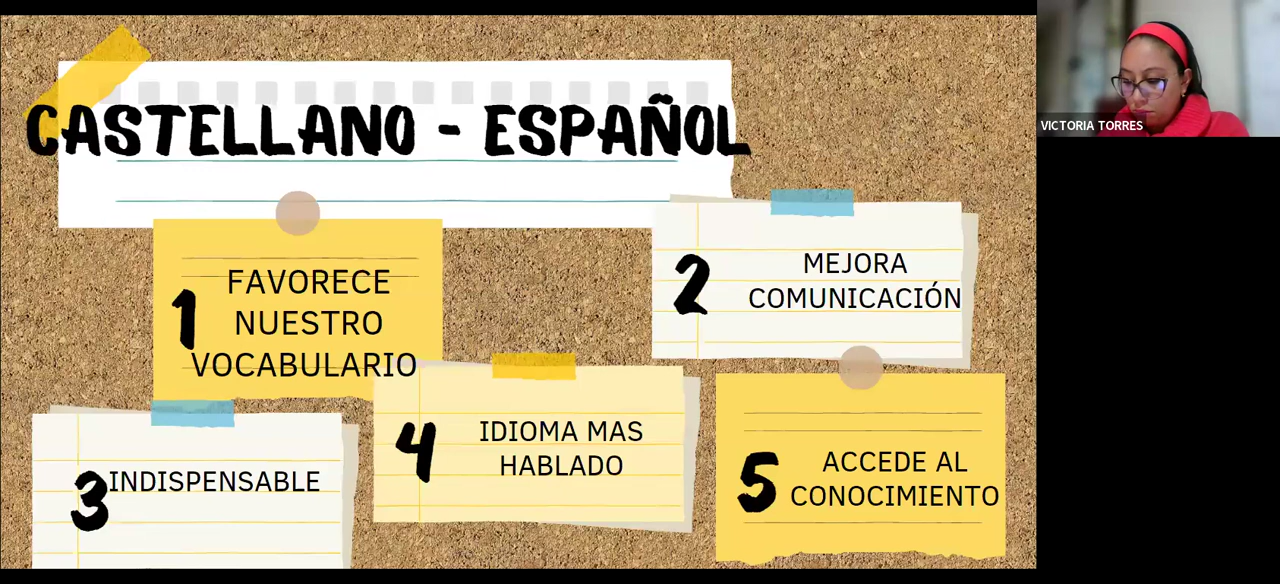 CASTELLANO - ESPAÑOL
VICTORIA TORRES
1
FAVORECE
NUESTRO
VOCABULARIO
2
MEJORA
COMUNICACIÓN
3
INDISPENSABLE
4
IDIOMA MAS
HABLADO
5
ACCEDE AL
CONOCIMIENTO